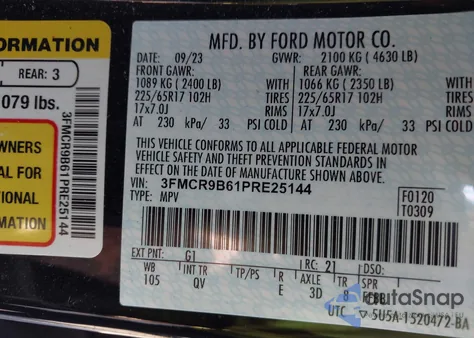 FORMATION
REAR: 3
079 lbs.
WNERS
AL FOR
TIONAL
MATION
3FMCR9B61PRE25144
MFD. BY FORD MOTOR CO.
DATE: 09/23 GVWR: 2100 KG ( 4630 LB)
FRONT GAWR: REAR GAWR:
1089 KG ( 2400 LB) WITH 1066 KG ( 2350 LB) WITH
225/65R17 102H TIRES 225/65R17 102H TIRES
17x7.0J RIMS 17x7.0J RIMS
AT 230 kPa/ 33 PSI COLD AT 230 kPa/ 33 PSI COLD
THIS VEHICLE CONFORMS TO ALL APPLICABLE FEDERAL MOTOR
VEHICLE SAFETY AND THEFT PREVENTION STANDARDS IN
EFFECT ON THE DATE OF MANUFACTURE SHOWN ABOVE.
VIN: 3FMCR9B61PRE25144
TYPE: MPV
F0120
T0309
EXT PNT: G1 RC: 21 DSO:
WB INT TR TP/PS R AXLE TR SPR
105 QV E 3D 8
UTC 5U5A-1520472-BA
autoSnap